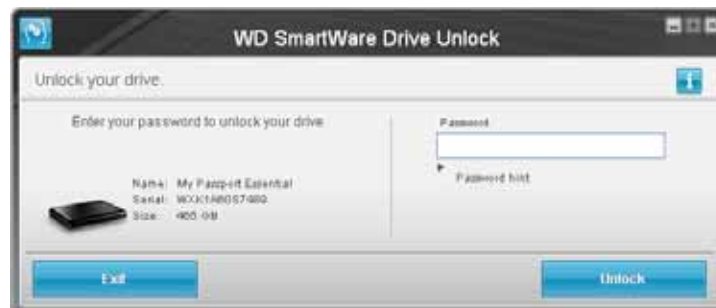 WD SmartWare Drive Unlock
Unlock your drive.
Enter your password to unlock your drive
Name: My Passport Essential
Serial:
Size:
Password
Password hint
Exit
Unlock